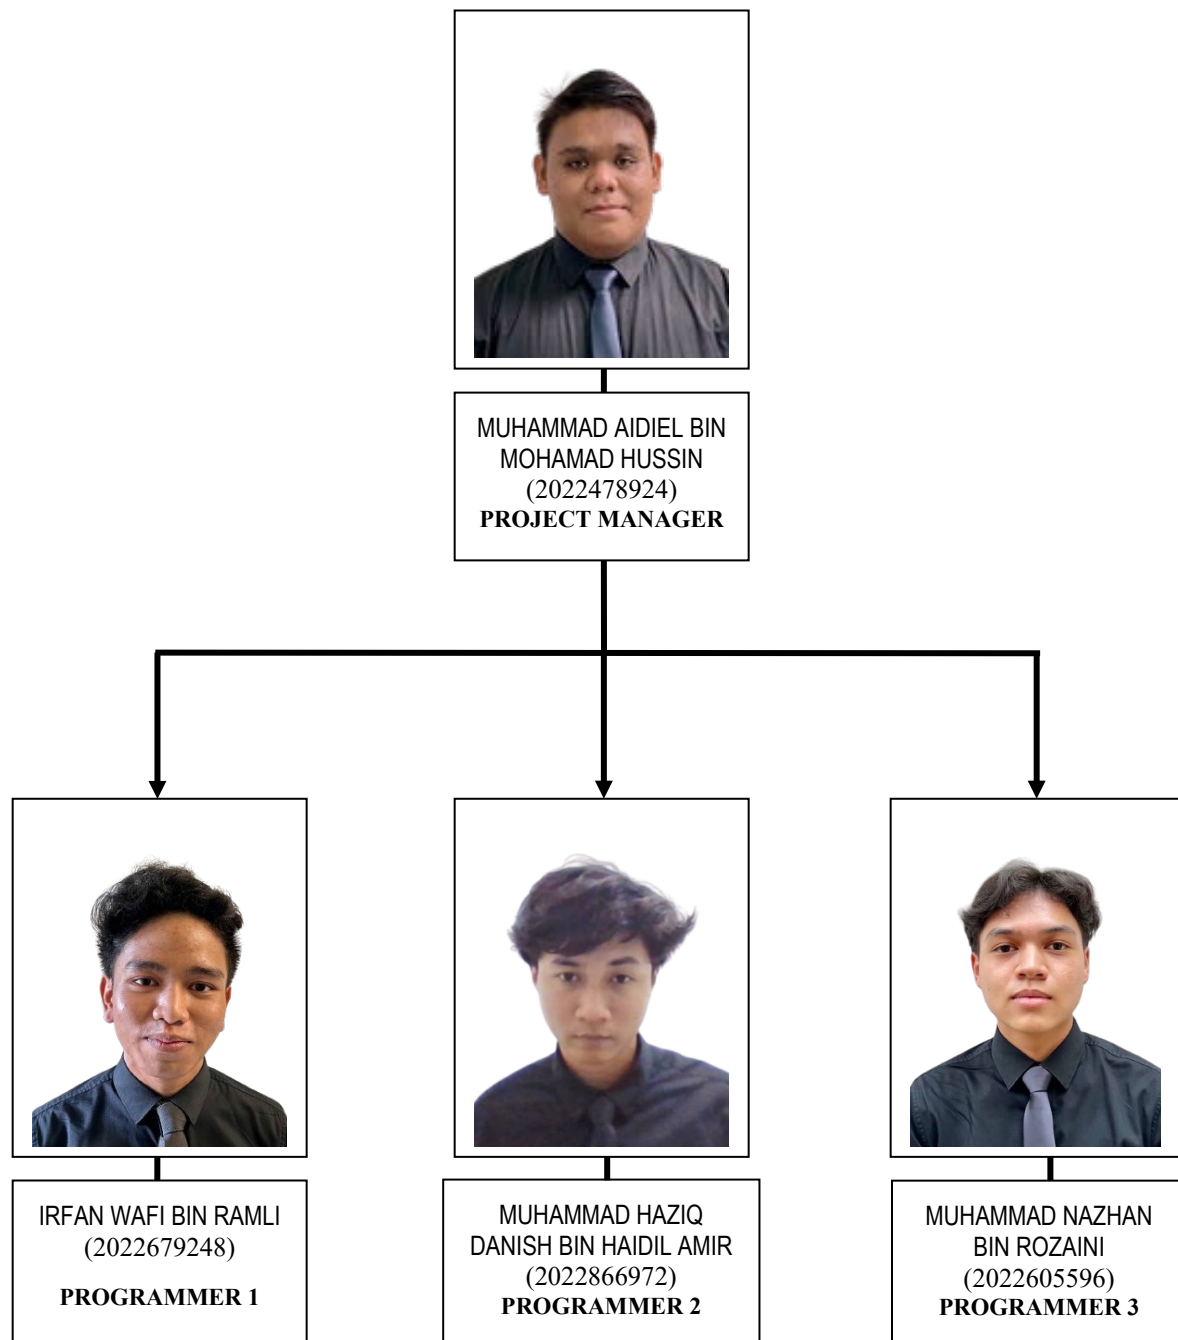 MUHAMMAD AIDIEL BIN
MOHAMAD HUSSIN
(2022478924)
PROJECT MANAGER
IRFAN WAFI BIN RAMLI
(2022679248)
PROGRAMMER 1
MUHAMMAD HAZIQ
DANISH BIN HAIDIL AMIR
(2022866972)
PROGRAMMER 2
MUHAMMAD NAZHAN
BIN ROZAINI
(2022605596)
PROGRAMMER 3